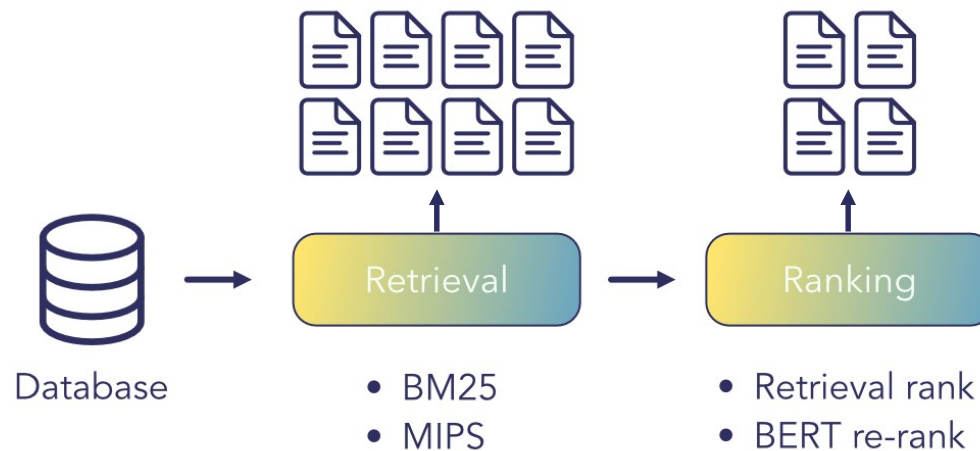 Retrieval
Ranking
Database
• BM25
• MIPS
• Retrieval rank
• BERT re-rank